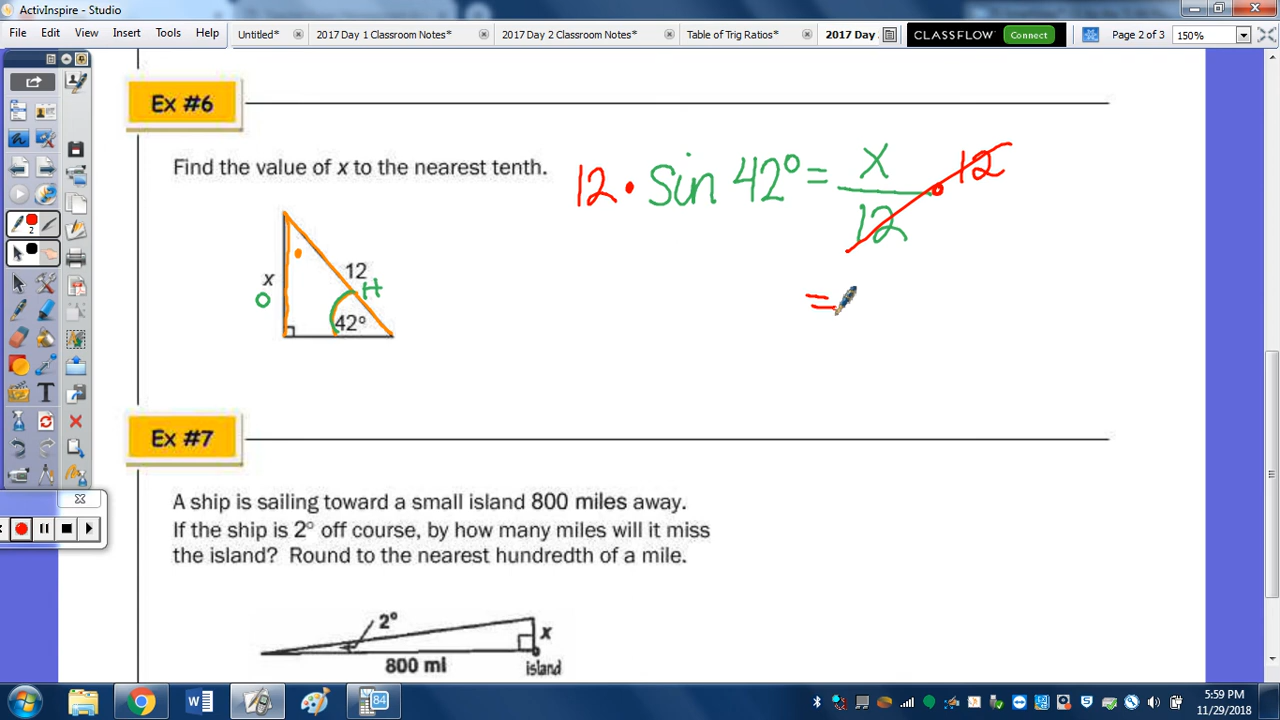 ActivInspire - Studio
File Edit View Insert Tools Help
Untitled* 2017 Day 1 Classroom Notes* 2017 Day 2 Classroom Notes* Table of Trig Ratios* 2017 Day CLASSFLOW Connect Page 2 of 3 150%
Ex #6
Find the value of x to the nearest tenth.
12 • sin 42° = x/12 • 12
=
x
O
12
H
42°
2
Ex #7
A ship is sailing toward a small island 800 miles away.
If the ship is 2° off course, by how many miles will it miss
the island? Round to the nearest hundredth of a mile.
2°
x
800 mi
island
84
5:59 PM
11/29/2018